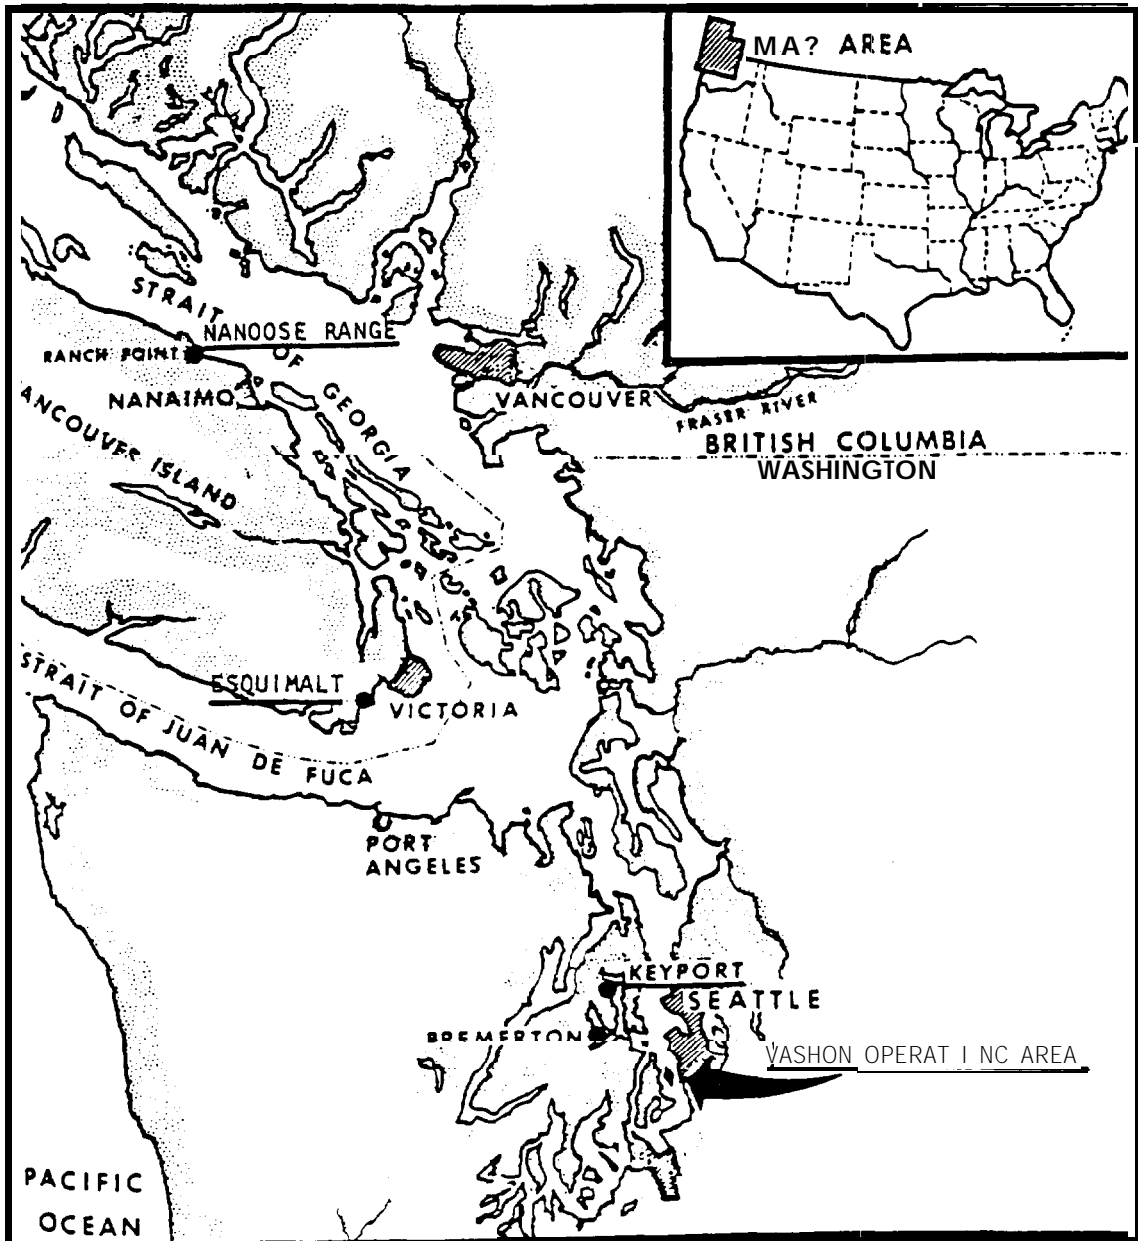 MA? AREA
STRAIT
NANOOSE RANGE
RANCH POINT
OF
NANAIMO
GEORGIA
VANCOUVER
FRASER RIVER
ANCOUVER ISLAND
BRITISH COLUMBIA
WASHINGTON
STRAIT OF JUAN DE FUCA
ESQUIMALT
VICTORIA
PORT
ANGELES
KEYPORT
SEATTLE
BREMERTON
VASHON OPERAT I NC AREA
PACIFIC
OCEAN